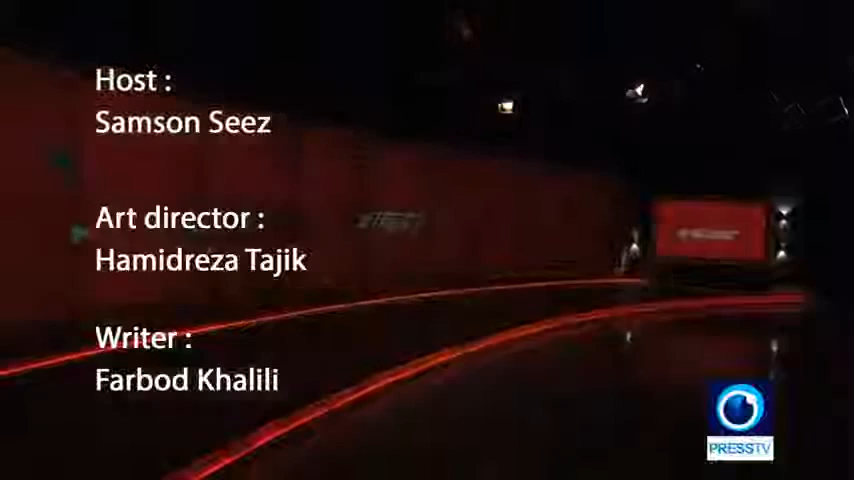 Host :
Samson Seez
Art director :
Hamidreza Tajik
Writer :
Farbod Khalili
PRESSTV